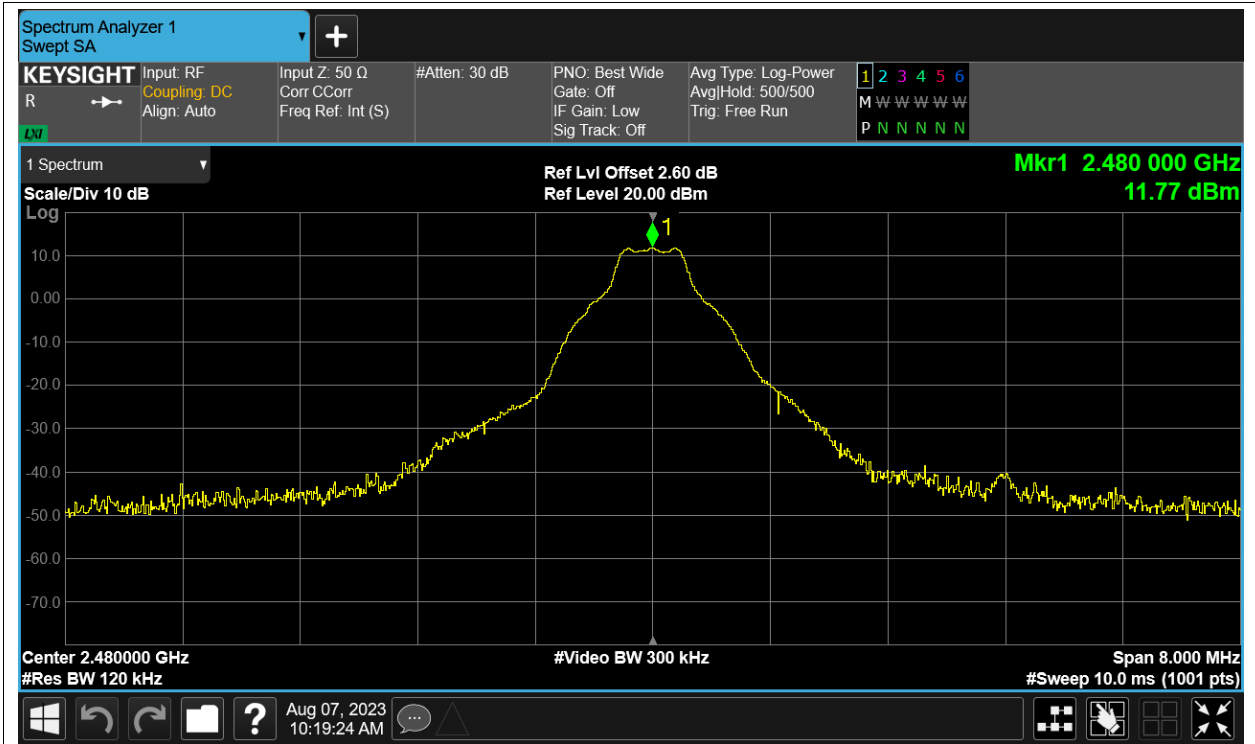 Spectrum Analyzer 1
Swept SA
+
KEYSIGHT
R
LXI
Input: RF
Coupling: DC
Align: Auto
Input Z: 50 Ω
Corr CCorr
Freq Ref: Int (S)
#Atten: 30 dB
PNO: Best Wide
Gate: Off
IF Gain: Low
Sig Track: Off
Avg Type: Log-Power
Avg|Hold: 500/500
Trig: Free Run
1 2 3 4 5 6
M W W W W W
P N N N N N
1 Spectrum
Scale/Div 10 dB
Log
Ref Lvl Offset 2.60 dB
Ref Level 20.00 dBm
Mkr1 2.480 000 GHz
11.77 dBm
1
10.0
0.00
-10.0
-20.0
-30.0
-40.0
-50.0
-60.0
-70.0
Center 2.480000 GHz
#Video BW 300 kHz
Span 8.000 MHz
#Res BW 120 kHz
#Sweep 10.0 ms (1001 pts)
?
Aug 07, 2023
10:19:24 AM